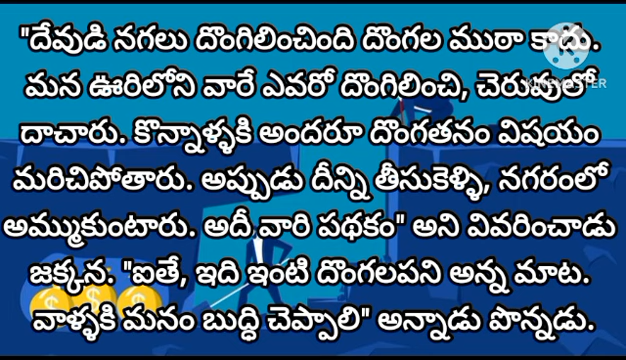 "దేవుడి నగలు దొంగిలించింది దొంగల ముఠా కాదు.
మన ఊరిలోని వారే ఎవరో దొంగిలించి, చెరువులో
KINEMASTER
దాచారు. కొన్నాళ్ళకి అందరూ దొంగతనం విషయం
మరిచిపోతారు. అప్పుడు దీన్ని తీసుకెళ్ళి, నగరంలో
అమ్ముకుంటారు. అదీ వారి పథకం" అని వివరించాడు
జక్కన. "ఐతే, ఇది ఇంటి దొంగలపని అన్న మాట.
వాళ్ళకి మనం బుద్ధి చెప్పాలి" అన్నాడు పొన్నడు.